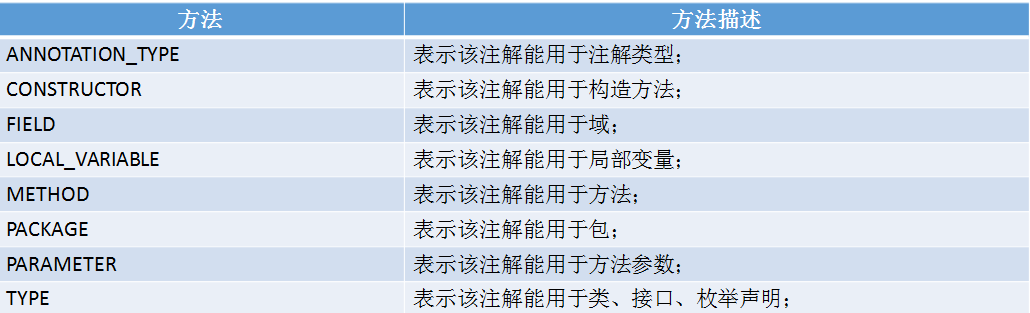 方法 方法描述
ANNOTATION_TYPE 表示该注解能用于注解类型;
CONSTRUCTOR 表示该注解能用于构造方法;
FIELD 表示该注解能用于域;
LOCAL_VARIABLE 表示该注解能用于局部变量;
METHOD 表示该注解能用于方法;
PACKAGE 表示该注解能用于包;
PARAMETER 表示该注解能用于方法参数;
TYPE 表示该注解能用于类、接口、枚举声明;